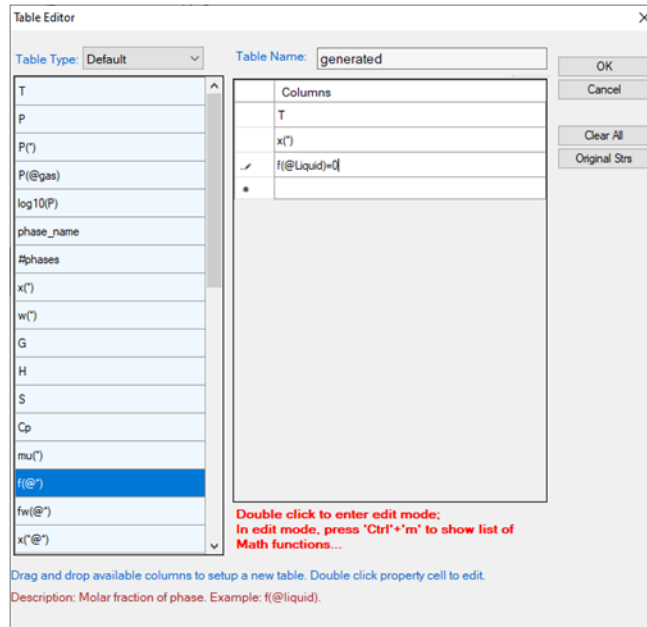 Table Editor
Table Type: Default
Table Name: generated
OK
Cancel
Clear All
Original Strs
T
P
P(*)
P(@gas)
log10(P)
phase_name
#phases
x(*)
w(*)
G
H
S
Cp
mu(*)
f(@*)
fw(@*)
x(*@*)
Columns
T
x(*)
f(@Liquid)=0
Double click to enter edit mode;
In edit mode, press 'Ctrl'+'m' to show list of
Math functions...
Drag and drop available columns to setup a new table. Double click property cell to edit.
Description: Molar fraction of phase. Example: f(@liquid).